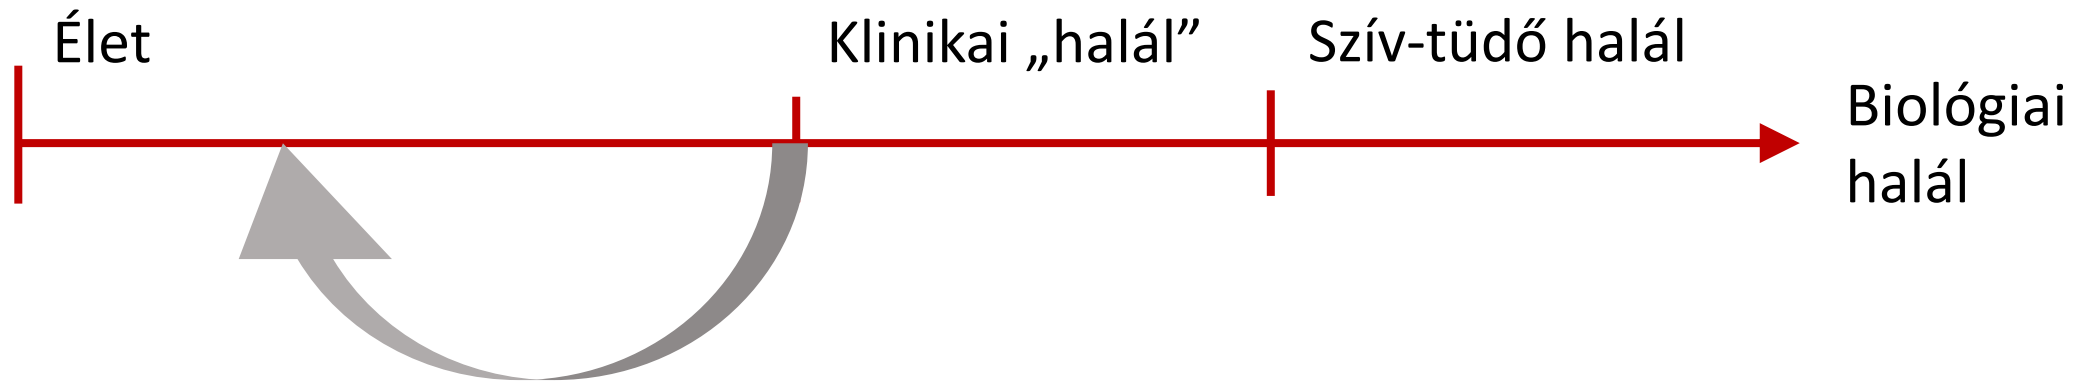 Élet
Klinikai „halál”
Szív-tüdő halál
Biológiai
halál